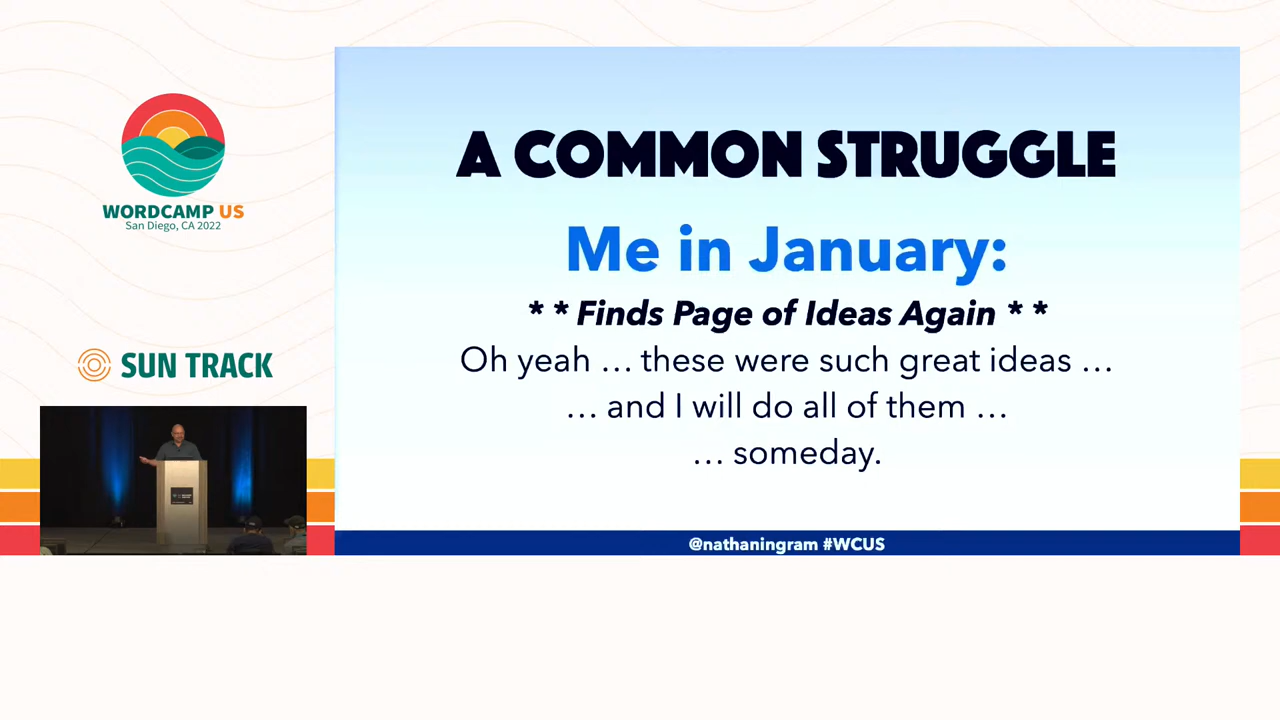 WORDCAMP US
San Diego, CA 2022
SUN TRACK
A COMMON STRUGGLE
Me in January:
* * Finds Page of Ideas Again * *
Oh yeah … these were such great ideas …
… and I will do all of them …
… someday.
@nathaningram #WCUS